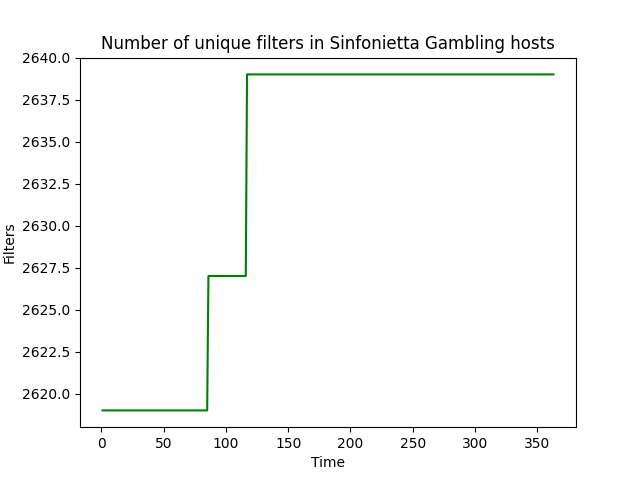 Number of unique filters in Sinfonietta Gambling hosts
2640.0
2637.5
2635.0
2632.5
2630.0
2627.5
2625.0
2622.5
2620.0
Filters
0 50 100 150 200 250 300 350
Time